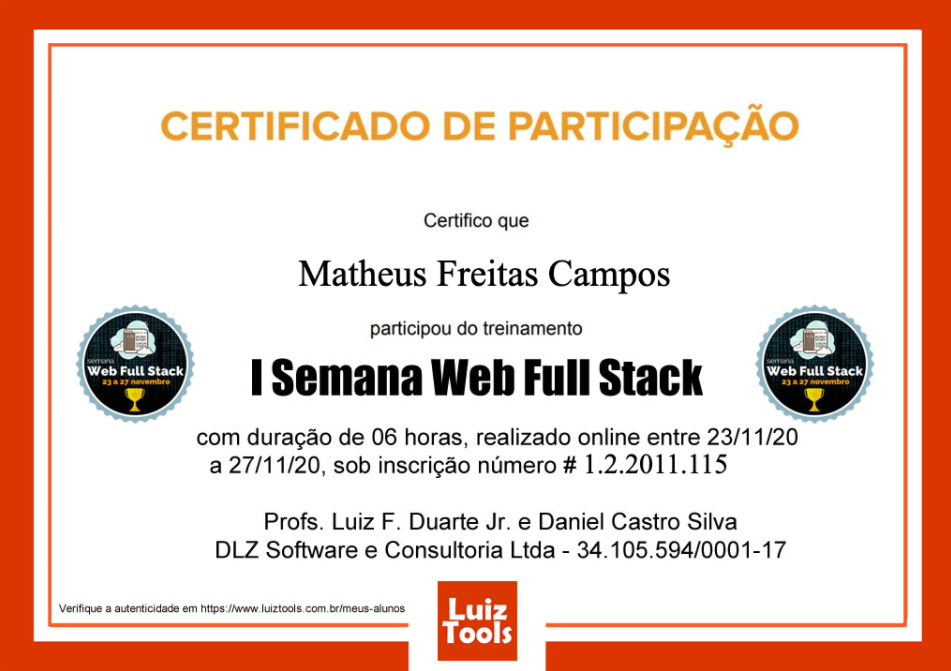 CERTIFICADO DE PARTICIPAÇÃO
Certifico que
Matheus Freitas Campos
participou do treinamento
semana
Web Full Stack
23 a 27 novembro
I Semana Web Full Stack
semana
Web Full Stack
23 a 27 novembro
com duração de 06 horas, realizado online entre 23/11/20
a 27/11/20, sob inscrição número # 1.2.2011.115
Profs. Luiz F. Duarte Jr. e Daniel Castro Silva
DLZ Software e Consultoria Ltda - 34.105.594/0001-17
Verifique a autenticidade em https://www.luiztools.com.br/meus-alunos
Luiz
Tools